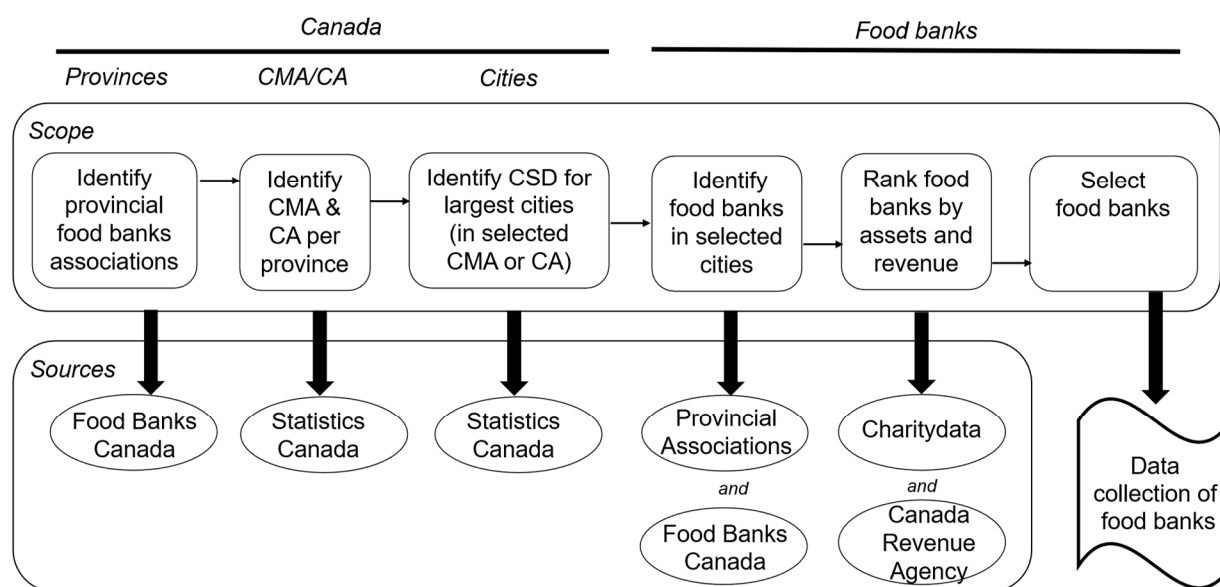 Canada
Food banks
Provinces
CMA/CA
Cities
Scope
Identify
provincial
food banks
associations
Identify
CMA &
CA per
province
Identify CSD for
largest cities
(in selected
CMA or CA)
Identify
food banks
in selected
cities
Rank food
banks by
assets and
revenue
Select
food banks
Sources
Food Banks
Canada
Statistics
Canada
Statistics
Canada
Provincial
Associations
and
Food Banks
Canada
Charitydata
and
Canada
Revenue
Agency
Data
collection of
food banks